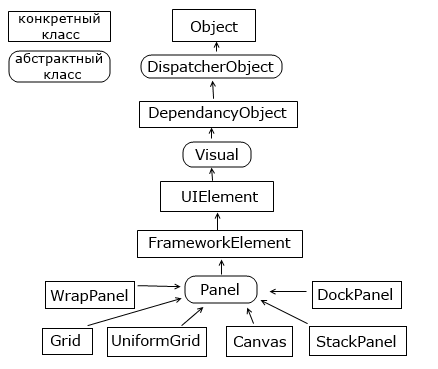 конкретный
класс
абстрактный
класс
Object
DispatcherObject
DependancyObject
Visual
UIElement
FrameworkElement
Panel
WrapPanel
DockPanel
Grid
UniformGrid
Canvas
StackPanel